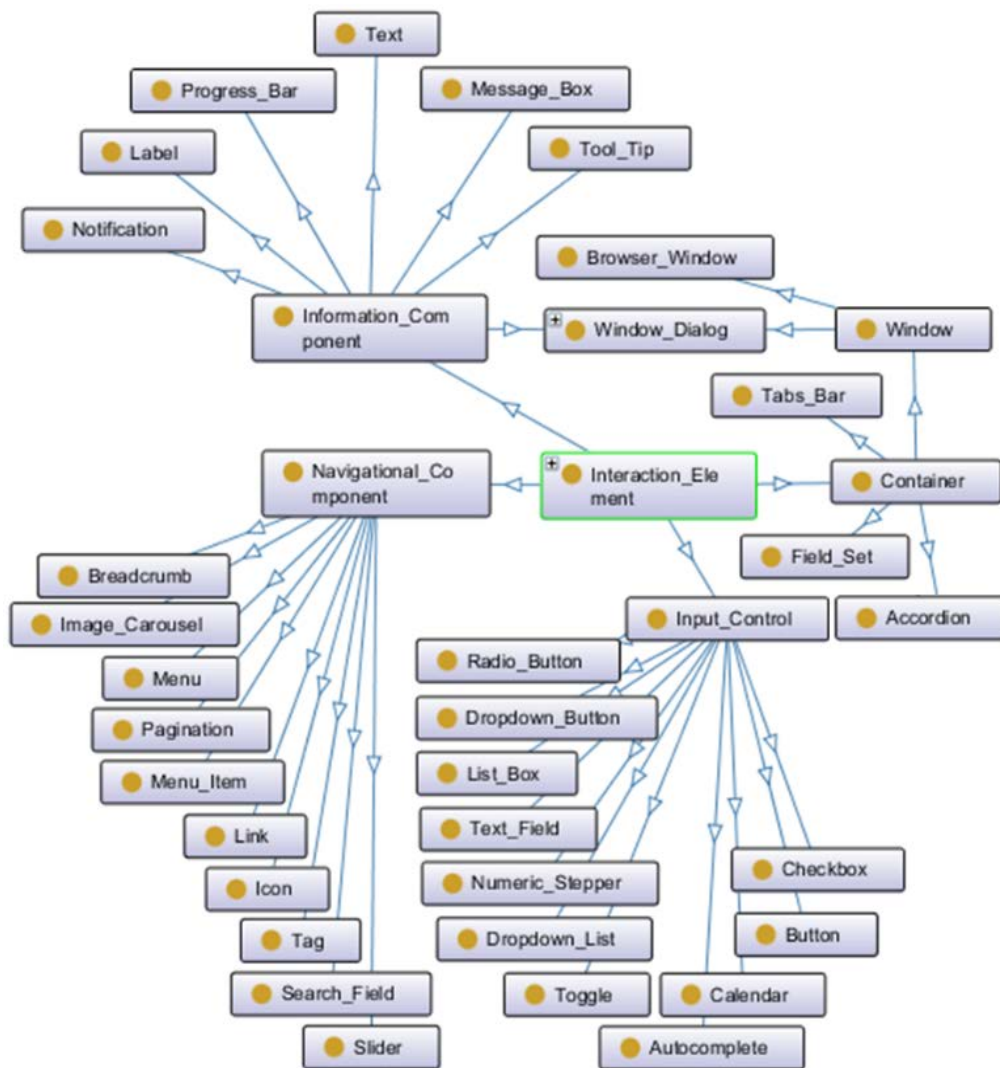 Text
Progress_Bar
Message_Box
Label
Tool_Tip
Notification
Browser_Window
Information_Com
ponent
Window_Dialog
Window
Tabs_Bar
Navigational_Co
mponent
Interaction_Ele
ment
Container
Field_Set
Breadcrumb
Image_Carousel
Input_Control
Accordion
Radio_Button
Menu
Dropdown_Button
Pagination
List_Box
Menu_Item
Text_Field
Link
Checkbox
Numeric_Stepper
Icon
Button
Dropdown_List
Tag
Search_Field
Toggle
Calendar
Slider
Autocomplete